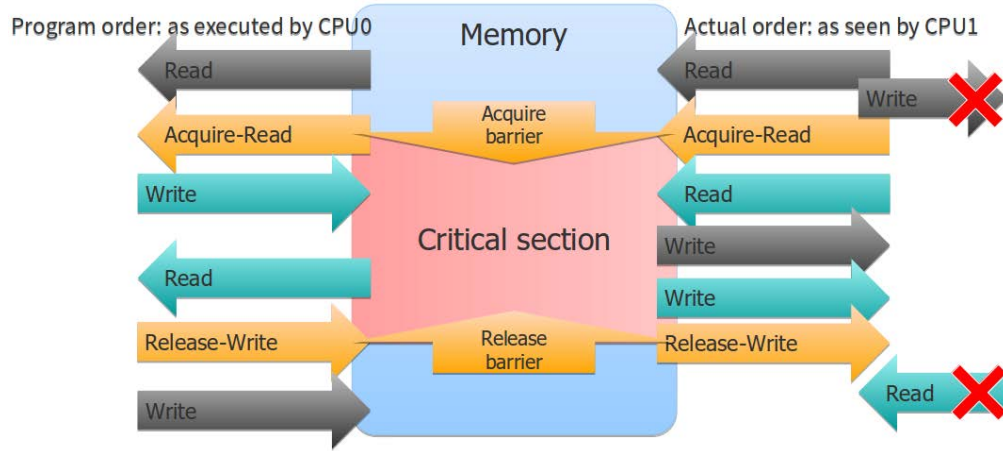 Program order: as executed by CPU0
Memory
Actual order: as seen by CPU1
Read
Read
Write
Acquire-Read
Acquire
barrier
Acquire-Read
Write
Read
Critical section
Write
Read
Write
Release-Write
Release
barrier
Release-Write
Write
Read